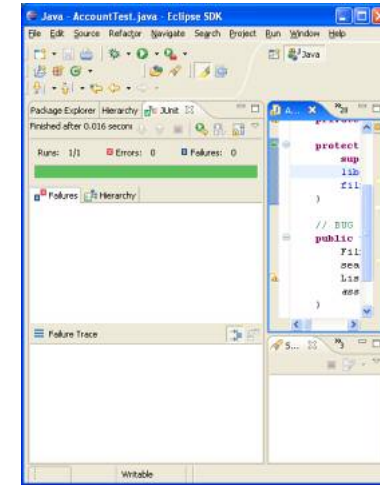 Java - AccountTest.java - Eclipse SDK
File Edit Source Refactor Navigate Search Project Run Window Help
Java
Package Explorer Hierarchy JUnit
A...
Finished after 0.016 secon
Runs: 1/1 Errors: 0 Failures: 0
Failures Hierarchy
private
protect
sup
lib
fil
}
// BUG
public
Fil
sea
Lis
ass
}
Failure Trace
S...
Writable